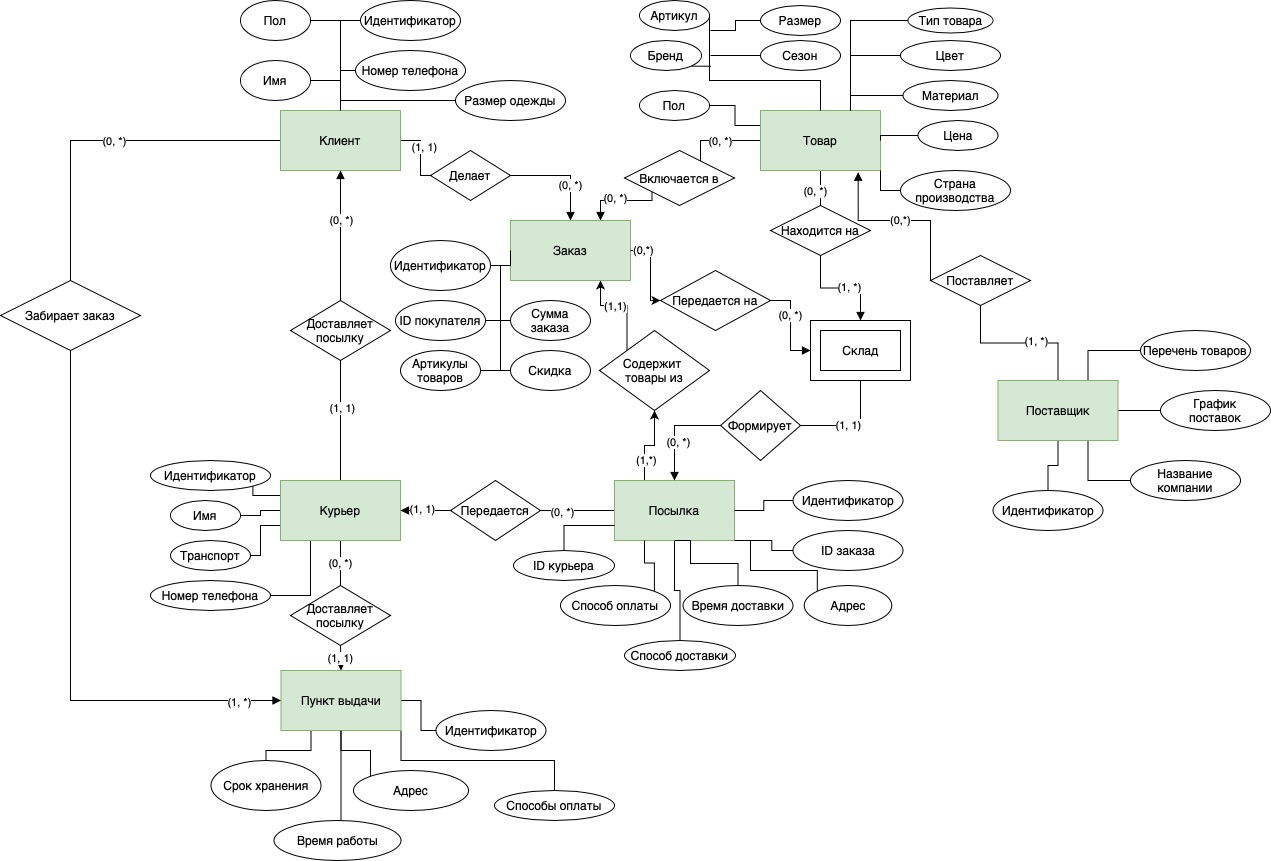 Пол
Идентификатор
Имя
Номер телефона
Размер одежды
Клиент
Артикул
Размер
Бренд
Сезон
Пол
Тип товара
Цвет
Материал
Цена
Страна
производства
Товар
(0, *)
(1, 1)
Делает
(0, *)
(0, *)
Включается в
(0, *)
(0, *)
Находится на
(1, *)
(0,*)
Поставляет
(1, *)
Заказ
Идентификатор
ID покупателя
Сумма
заказа
Артикулы
товаров
Скидка
(0,*)
Передается на
(0, *)
Склад
(0, *)
Доставляет
посылку
(1, 1)
Забирает заказ
(1,1)
Содержит
товары из
(1,*)
Формирует
(1, 1)
(0, *)
Поставщик
Перечень товаров
График
поставок
Название
компании
Идентификатор
Идентификатор
Имя
Транспорт
Номер телефона
Курьер
(1, 1)
Передается
(0, *)
Посылка
Идентификатор
ID заказа
ID курьера
Способ оплаты
Время доставки
Адрес
Способ доставки
(0, *)
Доставляет
посылку
(1, 1)
(1, *)
Пункт выдачи
Идентификатор
Срок хранения
Адрес
Способы оплаты
Время работы